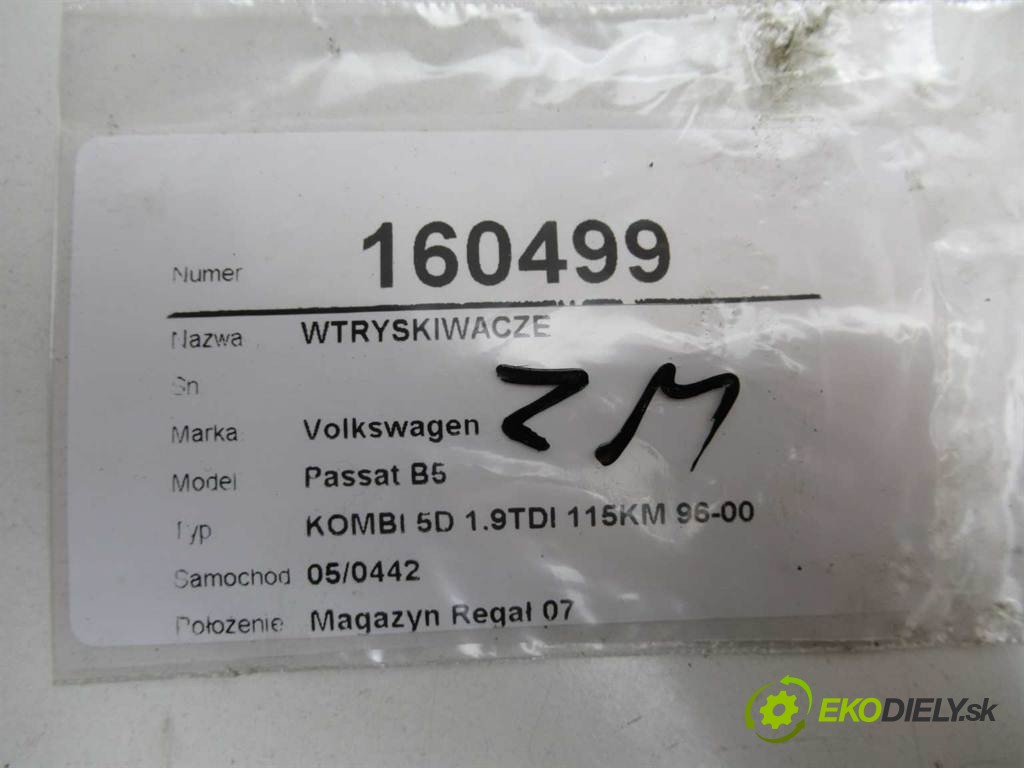 Numer 160499
Nazwa WTRYSKIWACZE
Sn
ZM
Marka Volkswagen
Model Passat B5
Typ KOMBI 5D 1.9TDI 115KM 96-00
Samochod 05/0442
Położenie Magazyn Regał 07
EKODIELY.sk